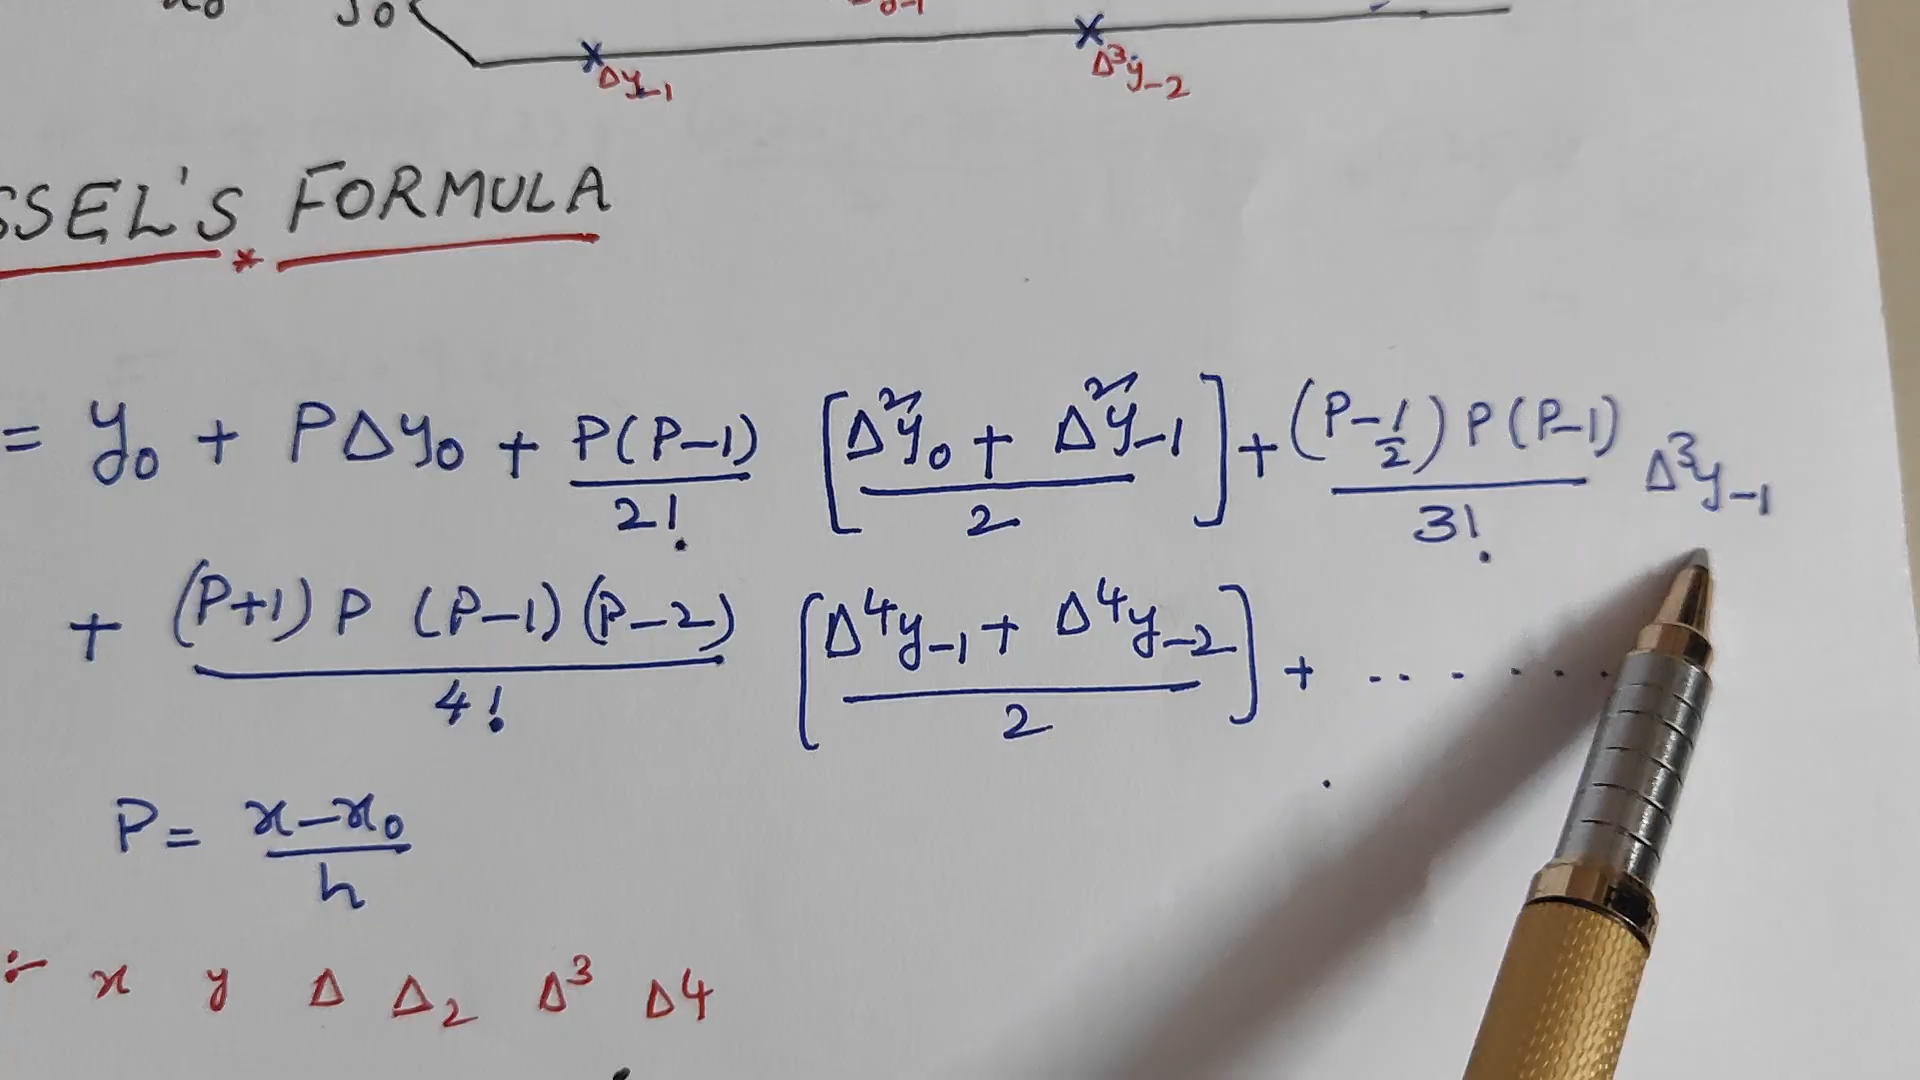 y0
Δy-1 Δ³y-2
SSEL'S FORMULA
= y0 + PΔy0 + P(P-1)/2! [Δ²y0 + Δ²y-1/2] + (P-1/2)P(P-1)/3! Δ³y-1
+ (P+1)P(P-1)(P-2)/4! [Δ⁴y-1 + Δ⁴y-2/2] + .......
P = x-x0/h
:- x y Δ Δ2 Δ³ Δ4